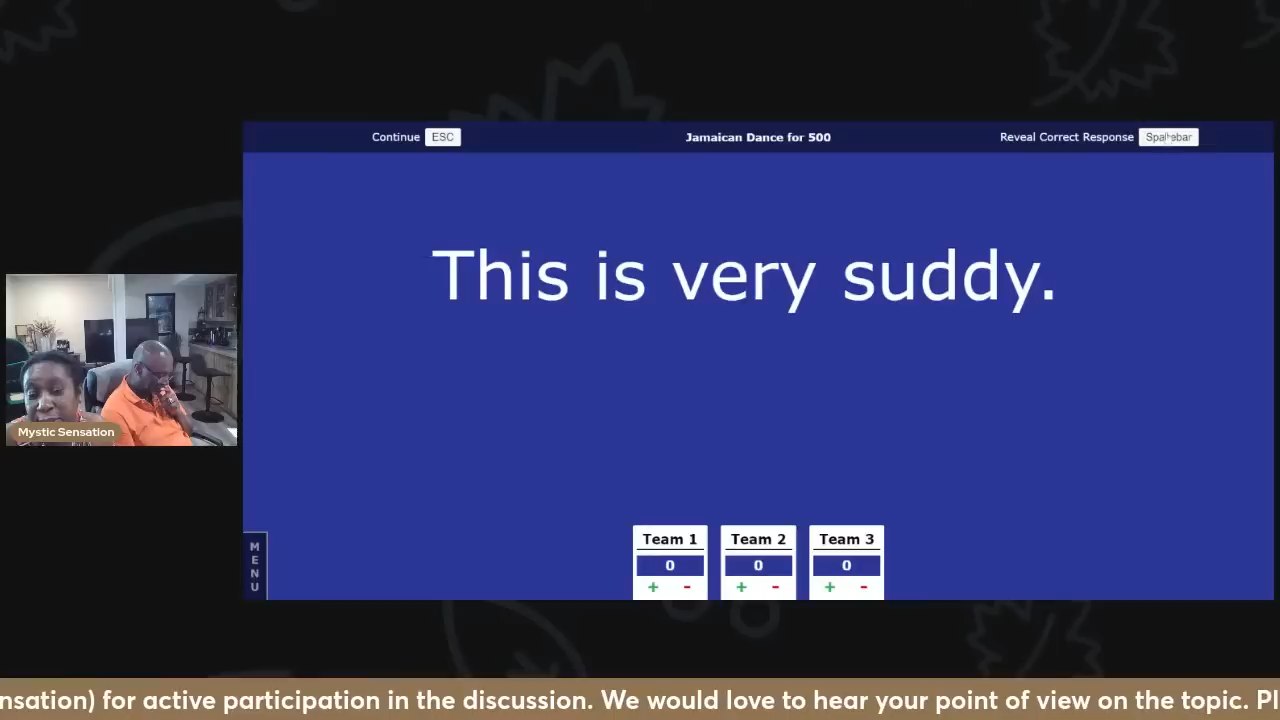 Continue ESC Jamaican Dance for 500 Reveal Correct Response Spacebar
This is very suddy.
Mystic Sensation
MENU
Team 1 Team 2 Team 3
0 0 0
+ - + - + -
nsation) for active participation in the discussion. We would love to hear your point of view on the topic. Pl